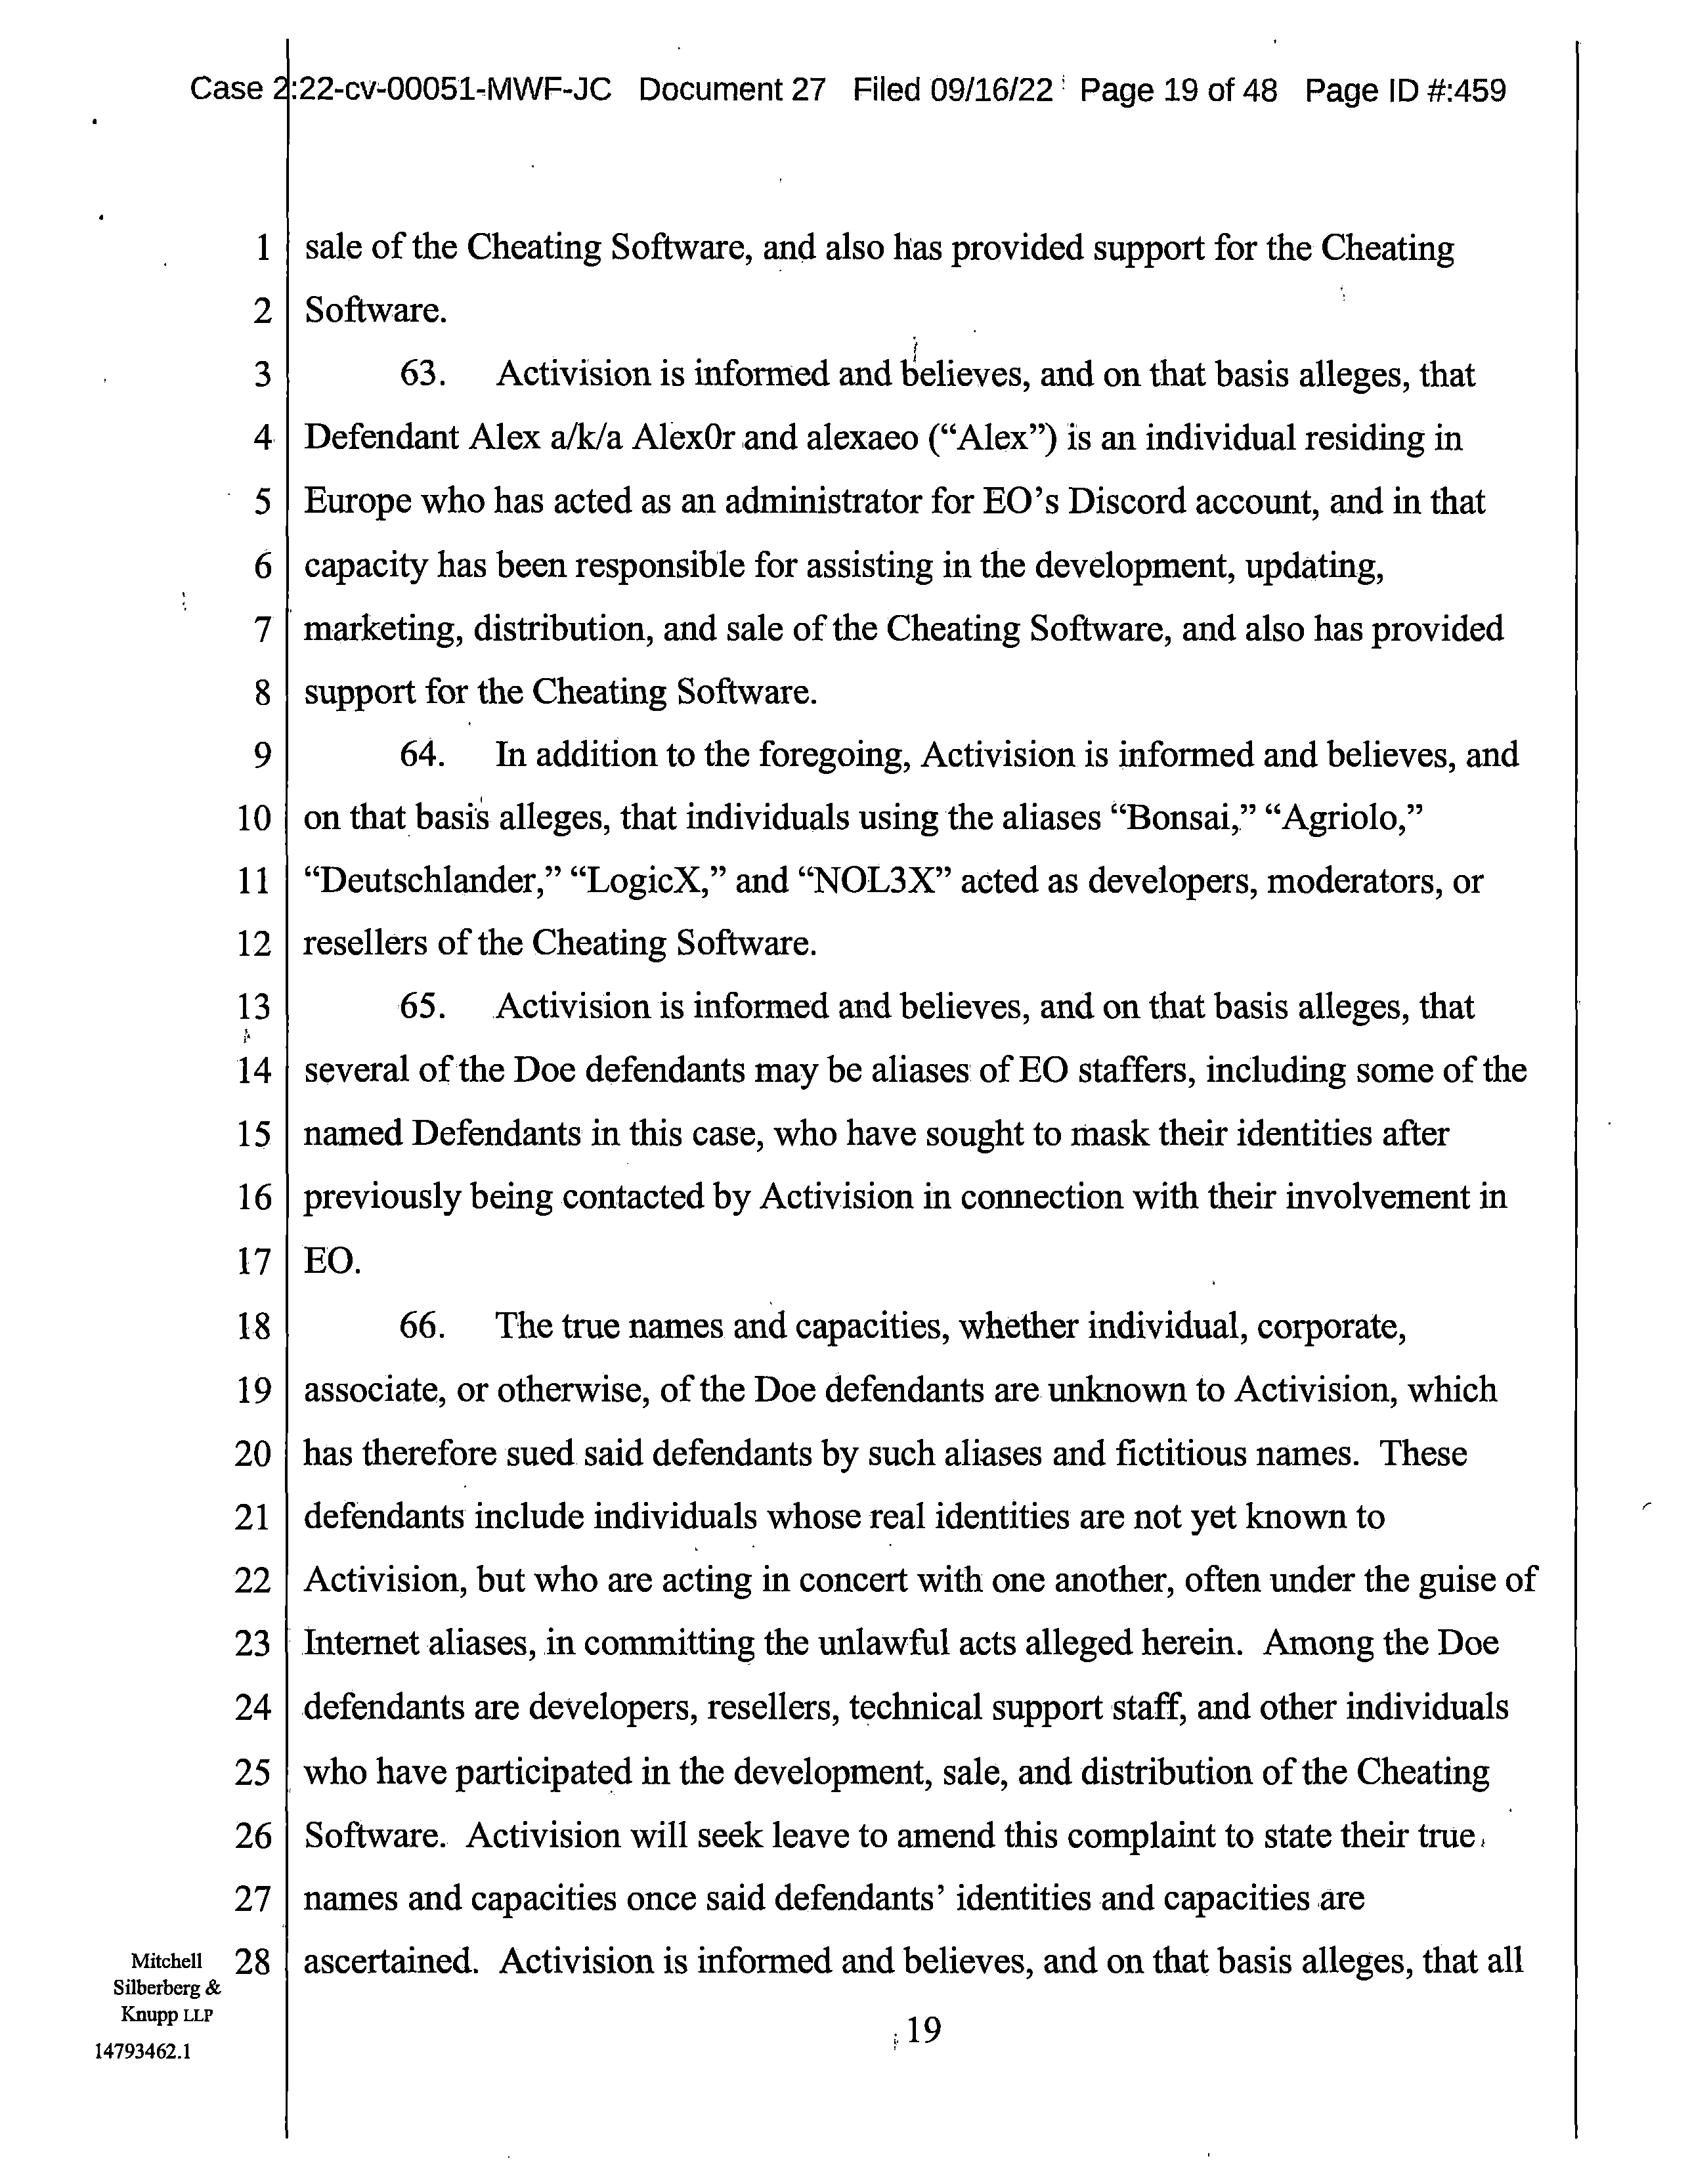 Case 2:22-cv-00051-MWF-JC Document 27 Filed 09/16/22 Page 19 of 48 Page ID #:459
1 sale of the Cheating Software, and also has provided support for the Cheating
2 Software.
3 63. Activision is informed and believes, and on that basis alleges, that
4 Defendant Alex a/k/a Alex0r and alexaeo (“Alex”) is an individual residing in
5 Europe who has acted as an administrator for EO’s Discord account, and in that
6 capacity has been responsible for assisting in the development, updating,
7 marketing, distribution, and sale of the Cheating Software, and also has provided
8 support for the Cheating Software.
9 64. In addition to the foregoing, Activision is informed and believes, and
10 on that basis alleges, that individuals using the aliases “Bonsai,” “Agriolo,”
11 “Deutschlander,” “LogicX,” and “NOL3X” acted as developers, moderators, or
12 resellers of the Cheating Software.
13 65. Activision is informed and believes, and on that basis alleges, that
14 several of the Doe defendants may be aliases of EO staffers, including some of the
15 named Defendants in this case, who have sought to mask their identities after
16 previously being contacted by Activision in connection with their involvement in
17 EO.
18 66. The true names and capacities, whether individual, corporate,
19 associate, or otherwise, of the Doe defendants are unknown to Activision, which
20 has therefore sued said defendants by such aliases and fictitious names. These
21 defendants include individuals whose real identities are not yet known to
22 Activision, but who are acting in concert with one another, often under the guise of
23 Internet aliases, in committing the unlawful acts alleged herein. Among the Doe
24 defendants are developers, resellers, technical support staff, and other individuals
25 who have participated in the development, sale, and distribution of the Cheating
26 Software. Activision will seek leave to amend this complaint to state their true
27 names and capacities once said defendants’ identities and capacities are
28 ascertained. Activision is informed and believes, and on that basis alleges, that all
Mitchell
Silberberg &
Knupp LLP
14793462.1
19